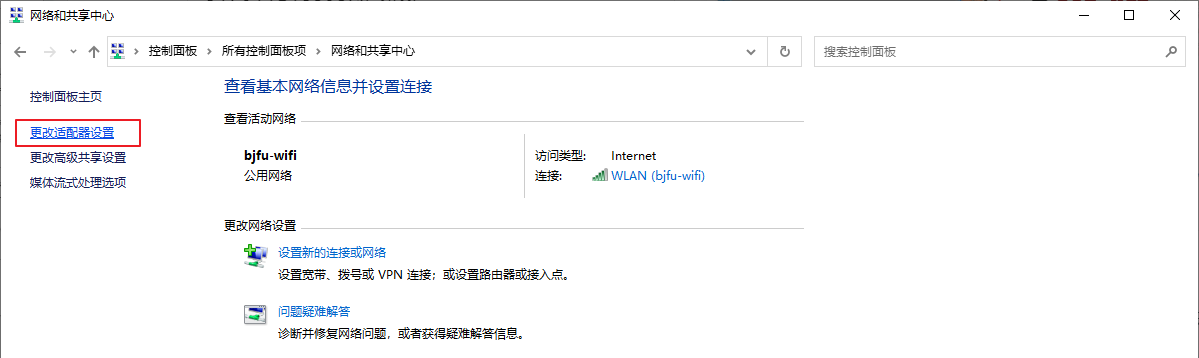 网络和共享中心
控制面板 所有控制面板项 网络和共享中心
搜索控制面板
控制面板主页
更改适配器设置
更改高级共享设置
媒体流式处理选项
查看基本网络信息并设置连接
查看活动网络
bjfu-wifi
公用网络
访问类型: Internet
连接: WLAN (bjfu-wifi)
更改网络设置
设置新的连接或网络
设置宽带、拨号或 VPN 连接；或设置路由器或接入点。
问题疑难解答
诊断并修复网络问题，或者获得疑难解答信息。